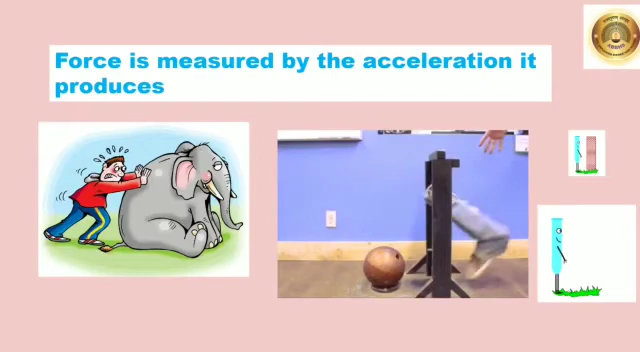 Force is measured by the acceleration it
produces